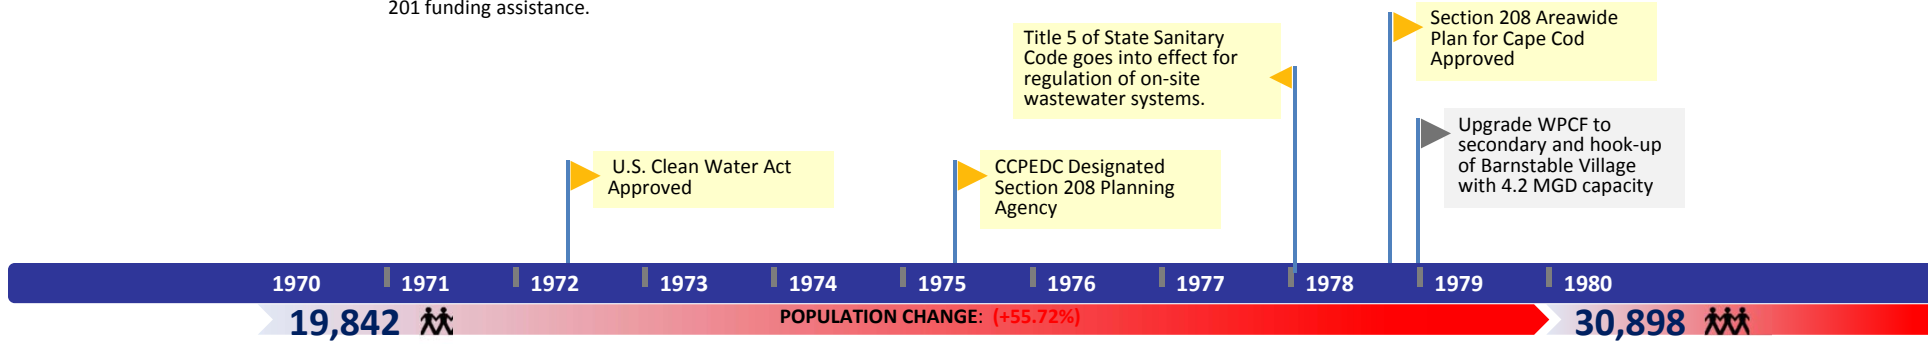 201 funding assistance.
U.S. Clean Water Act
Approved
CCPEDC Designated
Section 208 Planning
Agency
Title 5 of State Sanitary
Code goes into effect for
regulation of on-site
wastewater systems.
Section 208 Areawide
Plan for Cape Cod
Approved
Upgrade WPCF to
secondary and hook-up
of Barnstable Village
with 4.2 MGD capacity
1970 1971 1972 1973 1974 1975 1976 1977 1978 1979 1980
19,842 POPULATION CHANGE: (+55.72%) 30,898